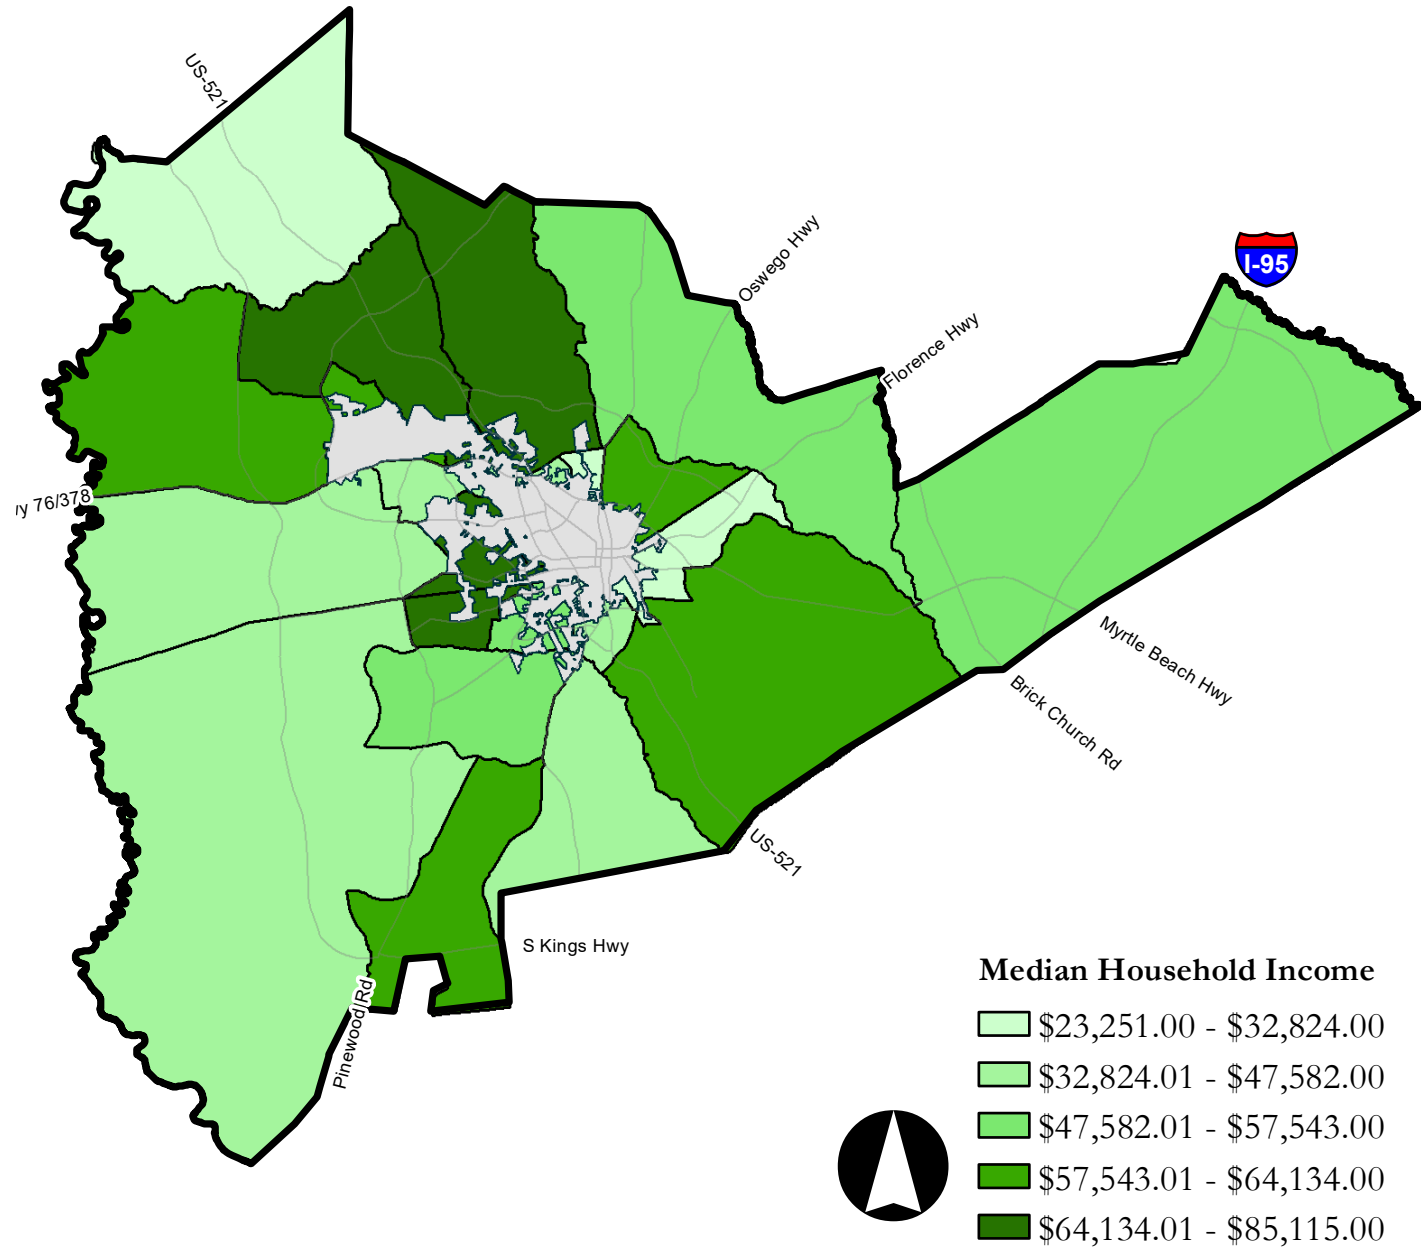 US-521
Oswego Hwy
I-95
Florence Hwy
/y 76/378
Myrtle Beach Hwy
Brick Church Rd
US-521
S Kings Hwy
Pinewood Rd
Median Household Income
$23,251.00 - $32,824.00
$32,824.01 - $47,582.00
$47,582.01 - $57,543.00
$57,543.01 - $64,134.00
$64,134.01 - $85,115.00